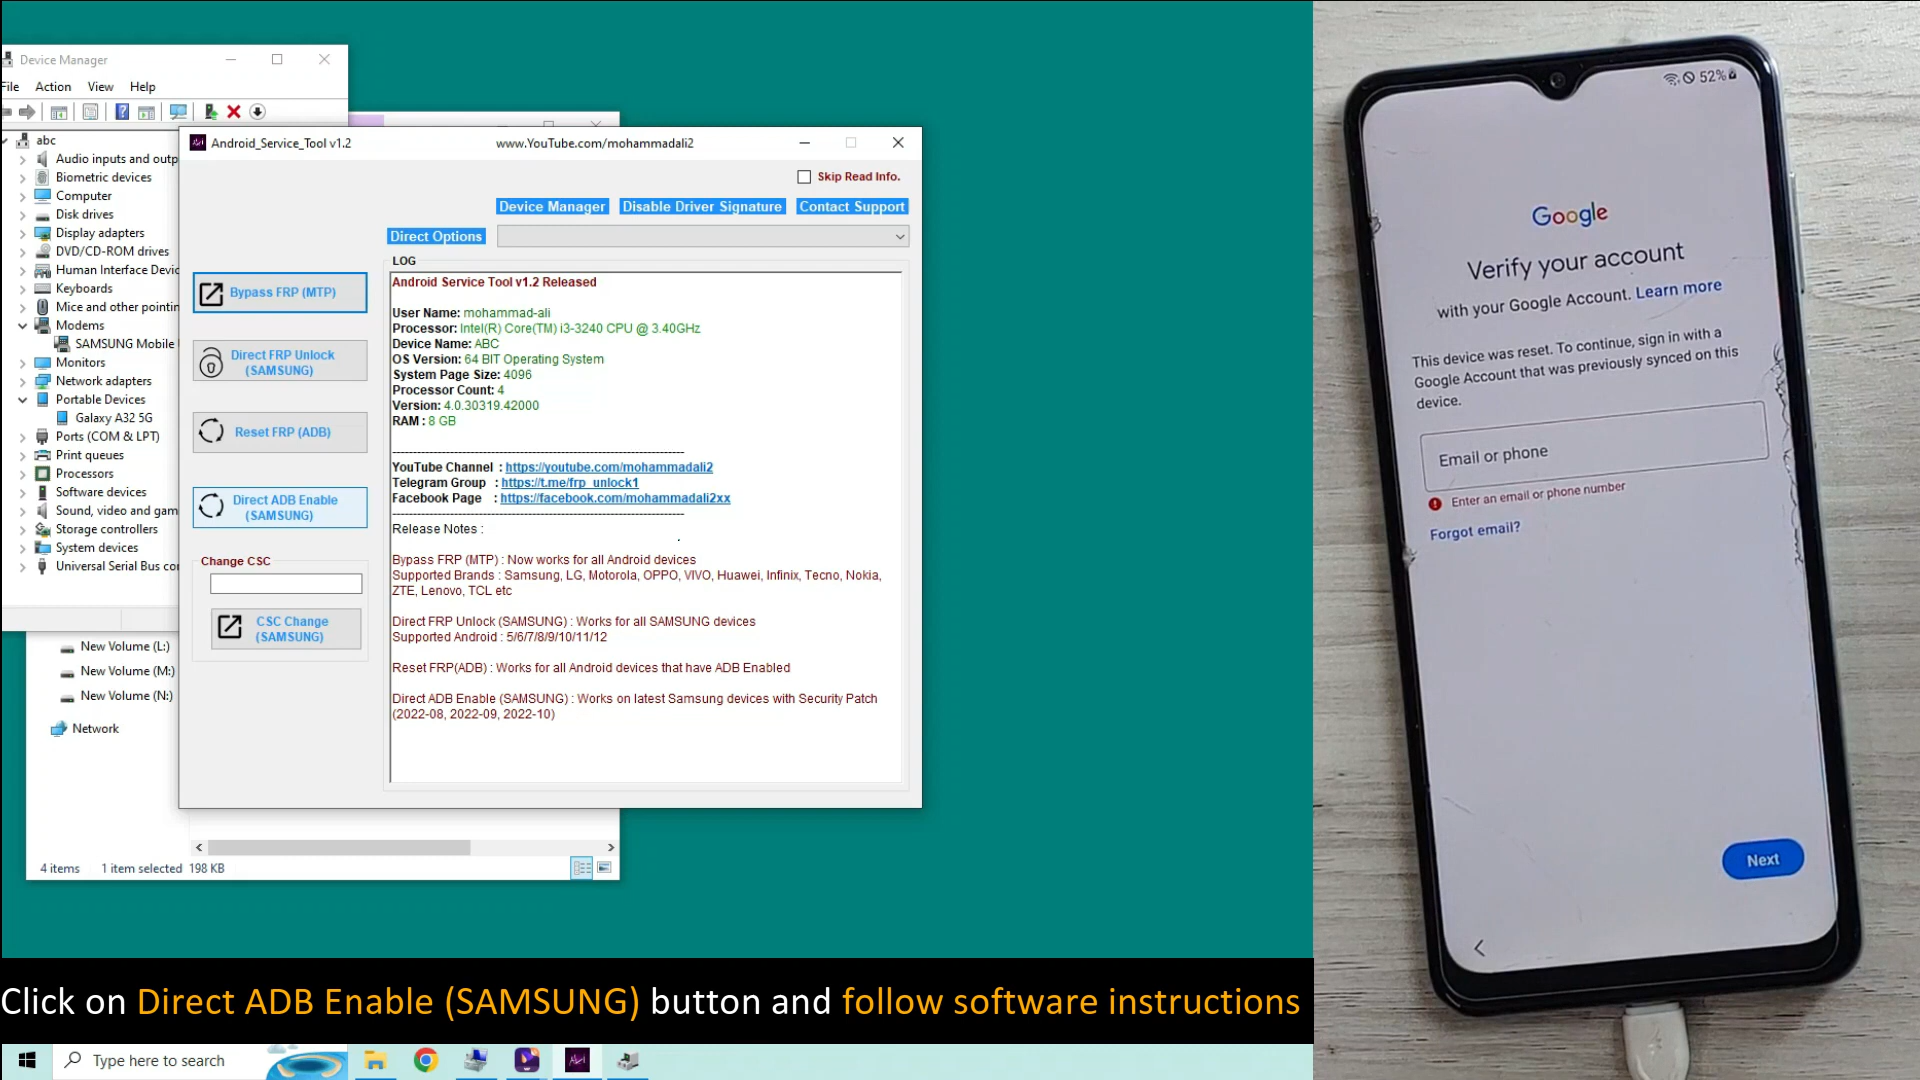 Device Manager
File Action View Help
abc
Audio inputs and outp
Biometric devices
Computer
Disk drives
Display adapters
DVD/CD-ROM drives
Human Interface Devic
Keyboards
Mice and other pointin
Modems
SAMSUNG Mobile
Monitors
Network adapters
Portable Devices
Galaxy A32 5G
Ports (COM & LPT)
Print queues
Processors
Software devices
Sound, video and gam
Storage controllers
System devices
Universal Serial Bus co
New Volume (L:)
New Volume (M:)
New Volume (N:)
Network
4 items 1 item selected 198 KB
Android_Service_Tool v1.2 www.YouTube.com/mohammadali2
Skip Read Info.
Device Manager Disable Driver Signature Contact Support
Direct Options
Bypass FRP (MTP)
Direct FRP Unlock
(SAMSUNG)
Reset FRP (ADB)
Direct ADB Enable
(SAMSUNG)
Change CSC
CSC Change
(SAMSUNG)
LOG
Android Service Tool v1.2 Released
User Name: mohammad-ali
Processor: Intel(R) Core(TM) i3-3240 CPU @ 3.40GHz
Device Name: ABC
OS Version: 64 BIT Operating System
System Page Size: 4096
Processor Count: 4
Version: 4.0.30319.42000
RAM : 8 GB
------------------------------------------------------------------------
YouTube Channel : https://youtube.com/mohammadali2
Telegram Group : https://t.me/frp_unlock1
Facebook Page : https://facebook.com/mohammadali2xx
------------------------------------------------------------------------
Release Notes :
.
Bypass FRP (MTP) : Now works for all Android devices
Supported Brands : Samsung, LG, Motorola, OPPO, VIVO, Huawei, Infinix, Tecno, Nokia,
ZTE, Lenovo, TCL etc
Direct FRP Unlock (SAMSUNG) : Works for all SAMSUNG devices
Supported Android : 5/6/7/8/9/10/11/12
Reset FRP(ADB) : Works for all Android devices that have ADB Enabled
Direct ADB Enable (SAMSUNG) : Works on latest Samsung devices with Security Patch
(2022-08, 2022-09, 2022-10)
Click on Direct ADB Enable (SAMSUNG) button and follow software instructions
Type here to search
52%
Google
Verify your account
with your Google Account. Learn more
This device was reset. To continue, sign in with a
Google Account that was previously synced on this
device.
Email or phone
Enter an email or phone number
Forgot email?
Next